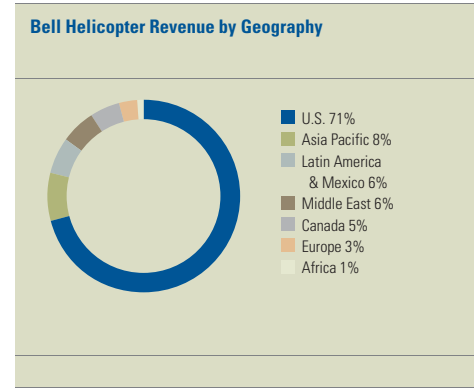 Bell Helicopter Revenue by Geography
U.S. 71%
Asia Pacific 8%
Latin America
& Mexico 6%
Middle East 6%
Canada 5%
Europe 3%
Africa 1%